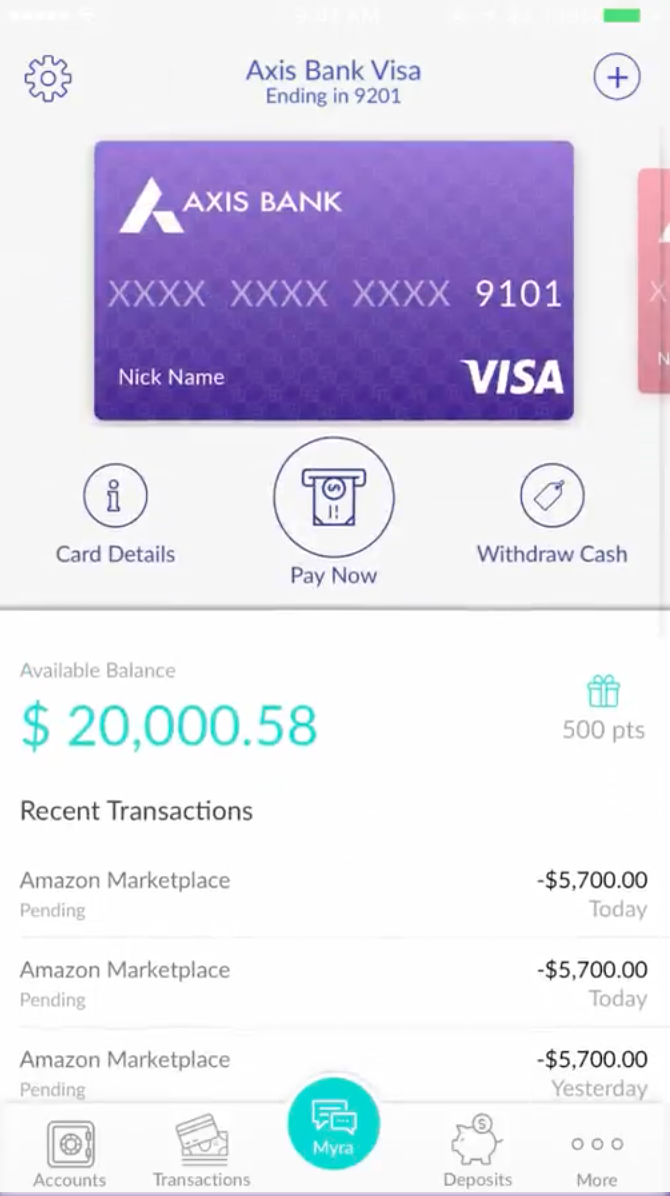 Axis Bank Visa
Ending in 9201
AXIS BANK
XXXX XXXX XXXX 9101
Nick Name
VISA
Card Details
Pay Now
Withdraw Cash
Available Balance
$ 20,000.58
500 pts
Recent Transactions
Amazon Marketplace
-$5,700.00
Pending
Today
Amazon Marketplace
-$5,700.00
Pending
Today
Amazon Marketplace
-$5,700.00
Pending
Yesterday
Accounts
Transactions
Myra
Deposits
More